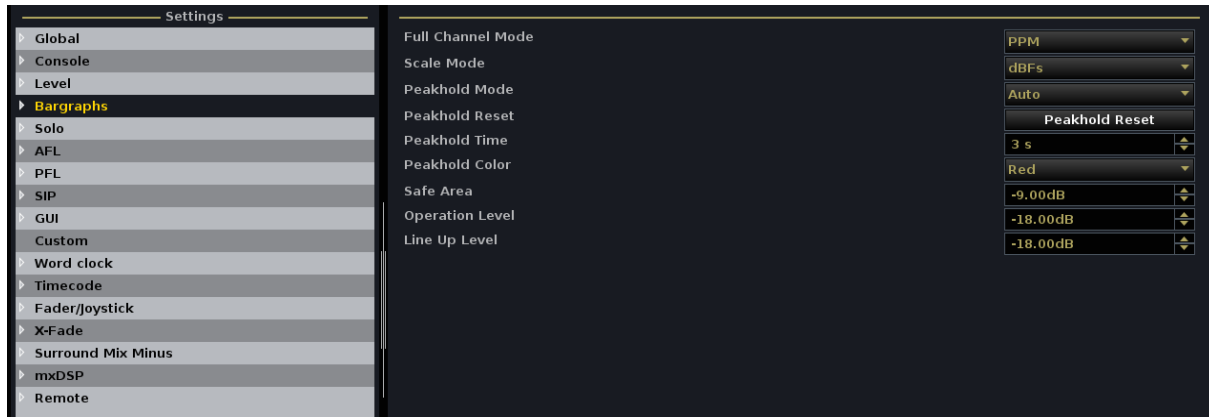 Settings
Global
Console
Level
Bargraphs
Solo
AFL
PFL
SIP
GUI
Custom
Word clock
Timecode
Fader/Joystick
X-Fade
Surround Mix Minus
mxDSP
Remote
Full Channel Mode PPM
Scale Mode dBFs
Peakhold Mode Auto
Peakhold Reset Peakhold Reset
Peakhold Time 3 s
Peakhold Color Red
Safe Area -9.00dB
Operation Level -18.00dB
Line Up Level -18.00dB